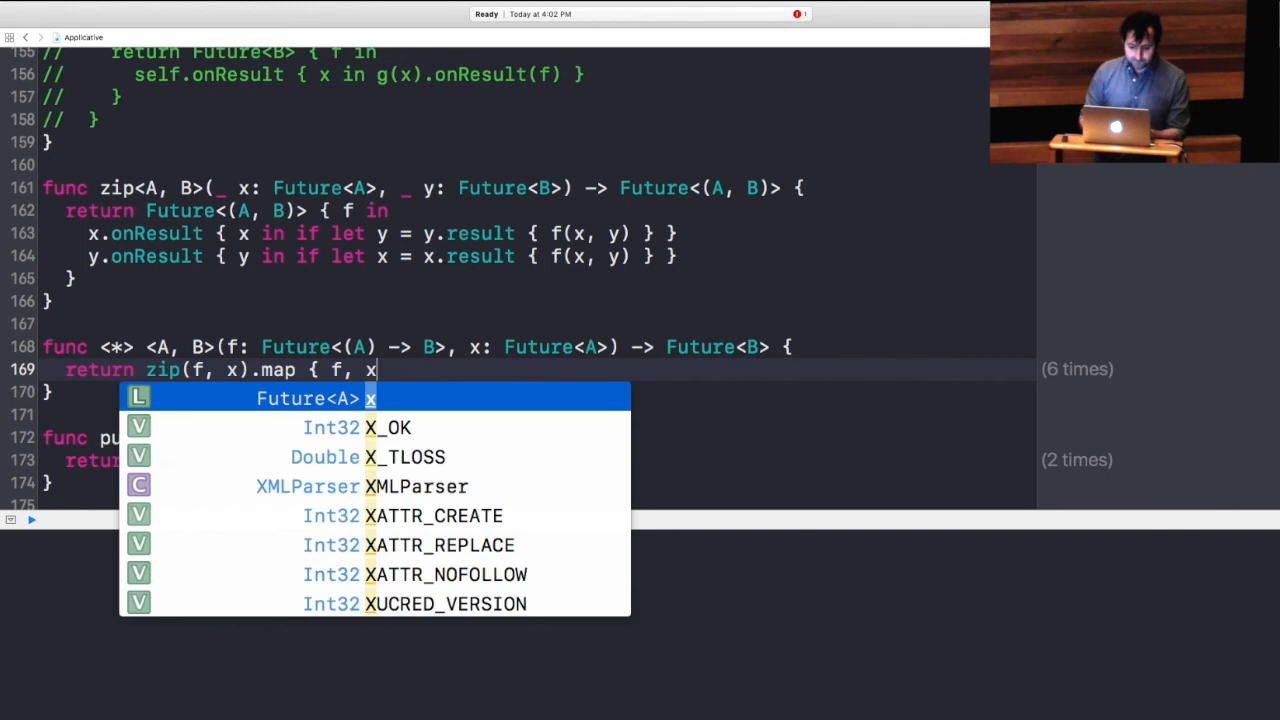 Ready | Today at 4:02 PM
1
Applicative
155 // return Future<B> { f in
156 // self.onResult { x in g(x).onResult(f) }
157 // }
158 // }
159 }
160
161 func zip<A, B>(_ x: Future<A>, _ y: Future<B>) -> Future<(A, B)> {
162 return Future<(A, B)> { f in
163 x.onResult { x in if let y = y.result { f(x, y) } }
164 y.onResult { y in if let x = x.result { f(x, y) } }
165 }
166 }
167
168 func <*> <A, B>(f: Future<(A) -> B>, x: Future<A>) -> Future<B> {
169 return zip(f, x).map { f, x
(6 times)
170 }
L Future<A> x
171
V Int32 X_OK
172 func pu
V Double X_TLOSS
173 retur
(2 times)
174 }
C XMLParser XMLParser
175
V Int32 XATTR_CREATE
V Int32 XATTR_REPLACE
V Int32 XATTR_NOFOLLOW
V Int32 XUCRED_VERSION